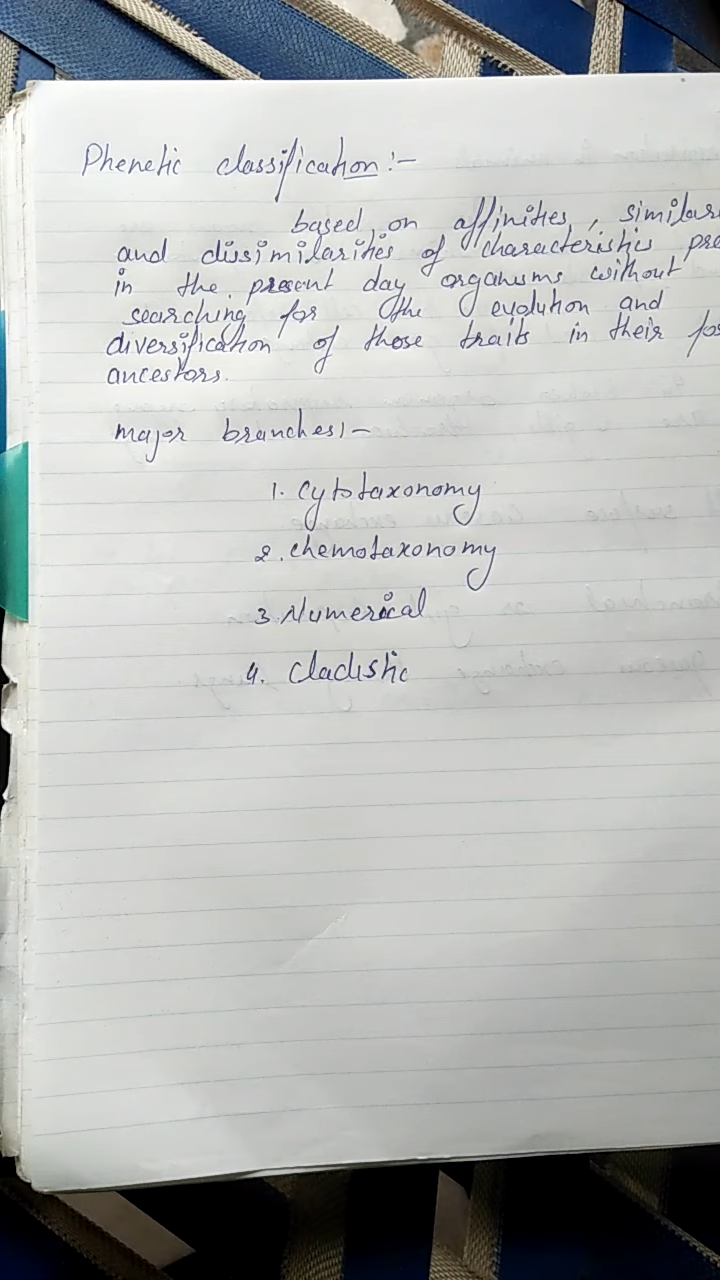 Phenetic classification :-
based on affinities, similar
and dissimilarities of characteristics pre
in the present day organisms without
searching for the evolution and
diversification of those traits in their fos
ancestors.
major branches :-
1. Cytotaxonomy
2. chemotaxonomy
3. Numerical
4. Cladistic